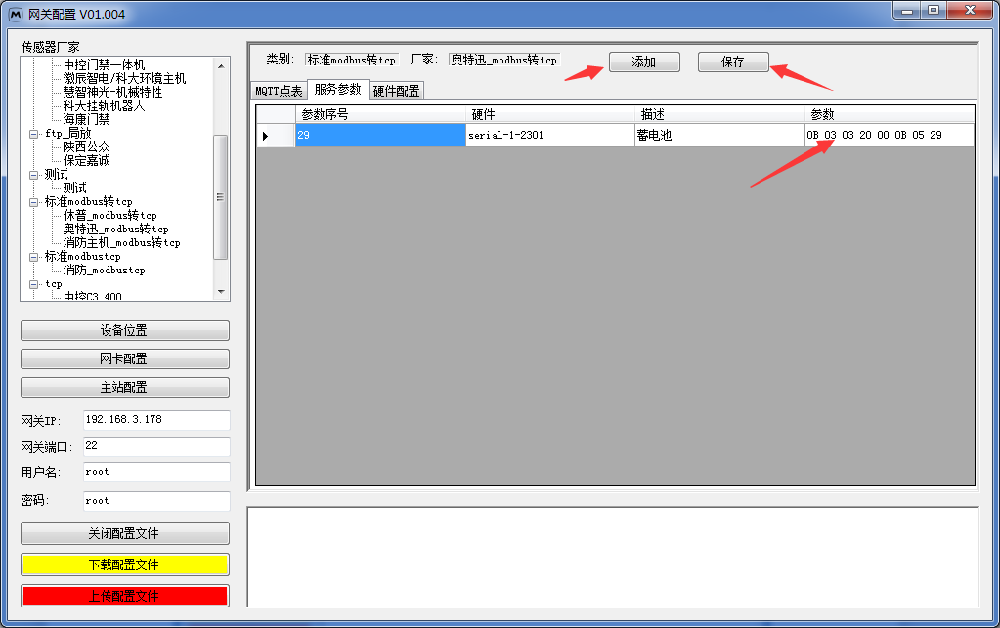 网关配置 V01.004
传感器厂家
中控门禁一体机
徽辰智电/科大环境主机
慧智神光-机械特性
科大挂轨机器人
海康门禁
ftp_局放
陕西公众
保定嘉诚
测试
测试
标准modbus转tcp
休普_modbus转tcp
奥特迅_modbus转tcp
消防主机_modbus转tcp
标准modbustcp
消防_modbustcp
tcp
中控C3_400
设备位置
网卡配置
主站配置
网关IP: 192.168.3.178
网关端口: 22
用户名: root
密码: root
关闭配置文件
下载配置文件
上传配置文件
类别: 标准modbus转tcp 厂家: 奥特迅_modbus转tcp 添加 保存
MQTT点表 服务参数 硬件配置
参数序号 硬件 描述 参数
29 serial-1-2301 蓄电池 0B 03 03 20 00 0B 05 29